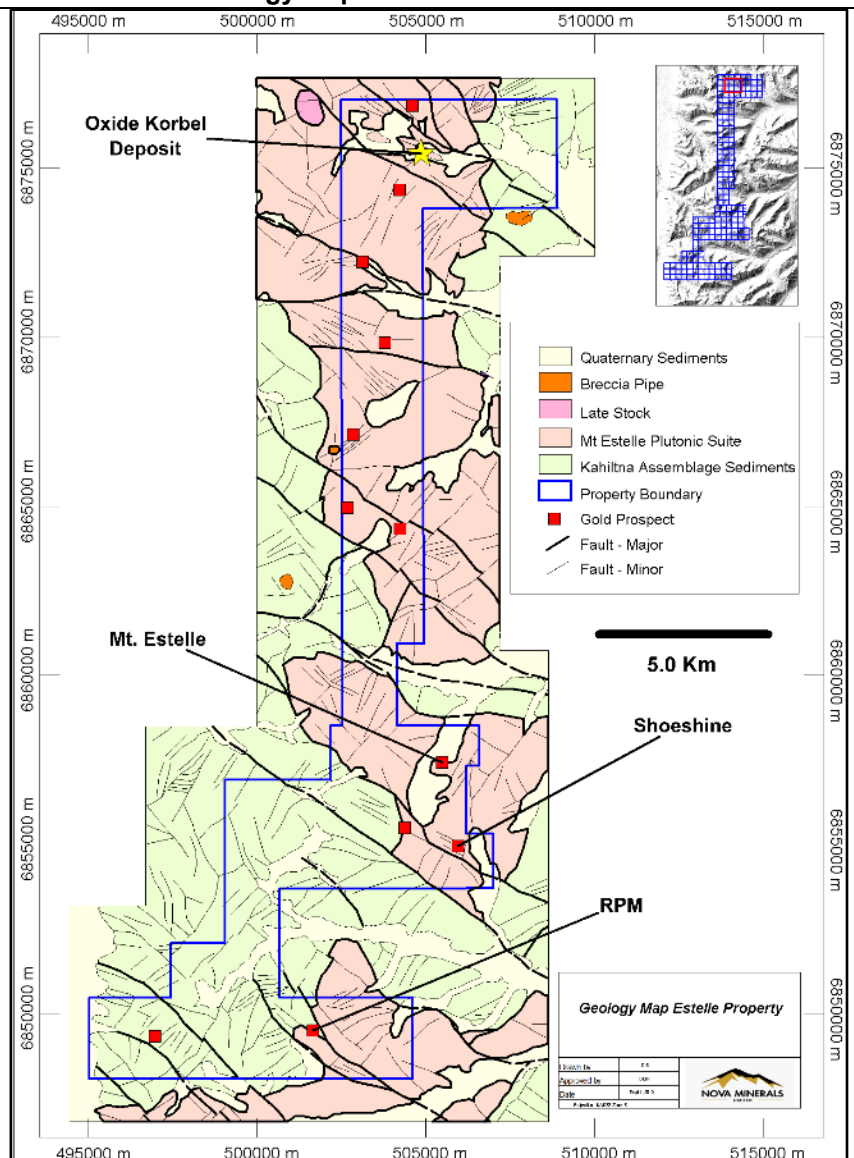 495000 m 500000 m 505000 m 510000 m 515000 m
Oxide Korbel
Deposit
6875000 m
6875000 m
6870000 m
6870000 m
Quaternary Sediments
Breccia Pipe
Late Stock
Mt Estelle Plutonic Suite
Kahiltna Assemblage Sediments
Property Boundary
Gold Prospect
Fault - Major
Fault - Minor
6865000 m
6865000 m
Mt. Estelle
5.0 Km
6860000 m
6860000 m
Shoeshine
6855000 m
6855000 m
RPM
6850000 m
6850000 m
Geology Map Estelle Property
Drawn by
Approved by
Date
NOVA MINERALS
495000 m 500000 m 505000 m 510000 m 515000 m